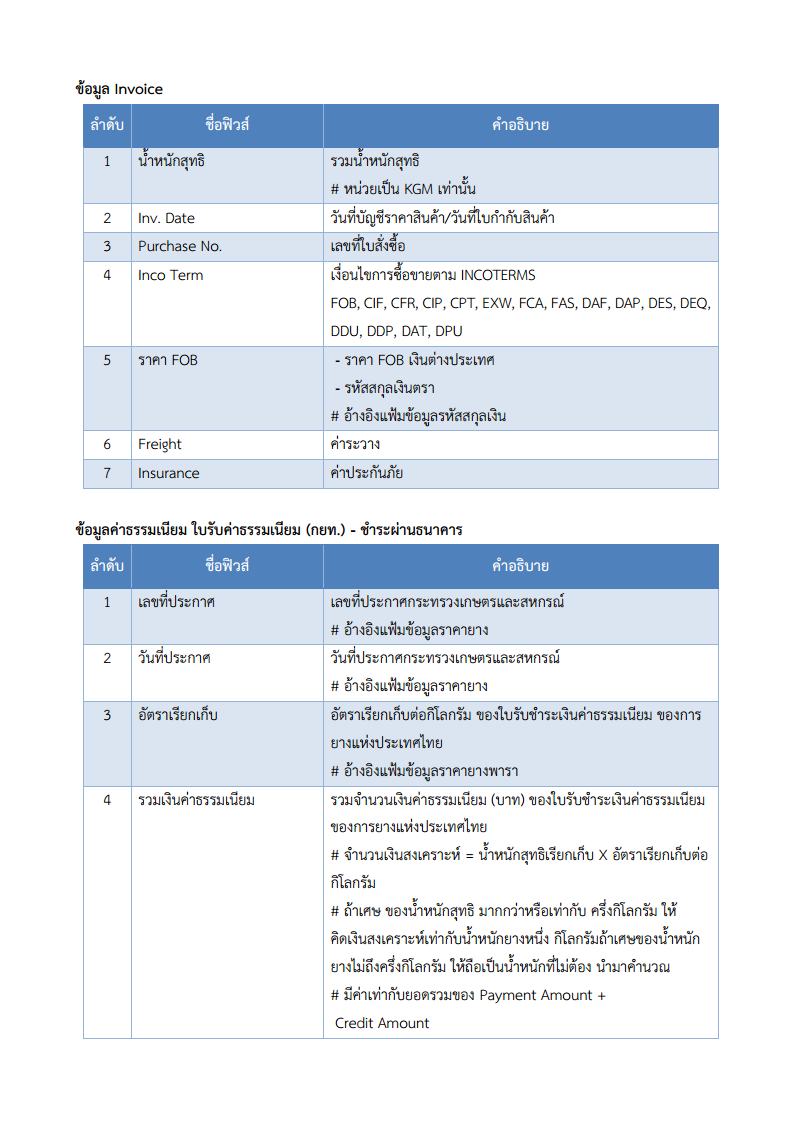 ข้อมูล Invoice
ลำดับ ชื่อฟิวส์ คำอธิบาย
1 น้ำหนักสุทธิ รวมน้ำหนักสุทธิ
# หน่วยเป็น KGM เท่านั้น
2 Inv. Date วันที่บัญชีราคาสินค้า/วันที่ใบกำกับสินค้า
3 Purchase No. เลขที่ใบสั่งซื้อ
4 Inco Term เงื่อนไขการซื้อขายตาม INCOTERMS
FOB, CIF, CFR, CIP, CPT, EXW, FCA, FAS, DAF, DAP, DES, DEQ,
DDU, DDP, DAT, DPU
5 ราคา FOB - ราคา FOB เงินต่างประเทศ
- รหัสสกุลเงินตรา
# อ้างอิงแฟ้มข้อมูลรหัสสกุลเงิน
6 Freight ค่าระวาง
7 Insurance ค่าประกันภัย
ข้อมูลค่าธรรมเนียม ใบรับค่าธรรมเนียม (กยท.) - ชำระผ่านธนาคาร
ลำดับ ชื่อฟิวส์ คำอธิบาย
1 เลขที่ประกาศ เลขที่ประกาศกระทรวงเกษตรและสหกรณ์
# อ้างอิงแฟ้มข้อมูลราคายาง
2 วันที่ประกาศ วันที่ประกาศกระทรวงเกษตรและสหกรณ์
# อ้างอิงแฟ้มข้อมูลราคายาง
3 อัตราเรียกเก็บ อัตราเรียกเก็บต่อกิโลกรัม ของใบรับชำระเงินค่าธรรมเนียม ของการ
ยางแห่งประเทศไทย
# อ้างอิงแฟ้มข้อมูลราคายางพารา
4 รวมเงินค่าธรรมเนียม รวมจำนวนเงินค่าธรรมเนียม (บาท) ของใบรับชำระเงินค่าธรรมเนียม
ของการยางแห่งประเทศไทย
# จำนวนเงินสงเคราะห์ = น้ำหนักสุทธิเรียกเก็บ X อัตราเรียกเก็บต่อ
กิโลกรัม
# ถ้าเศษ ของน้ำหนักสุทธิ มากกว่าหรือเท่ากับ ครึ่งกิโลกรัม ให้
คิดเงินสงเคราะห์เท่ากับน้ำหนักยางหนึ่ง กิโลกรัมถ้าเศษของน้ำหนัก
ยางไม่ถึงครึ่งกิโลกรัม ให้ถือเป็นน้ำหนักที่ไม่ต้อง นำมาคำนวณ
# มีค่าเท่ากับยอดรวมของ Payment Amount +
Credit Amount